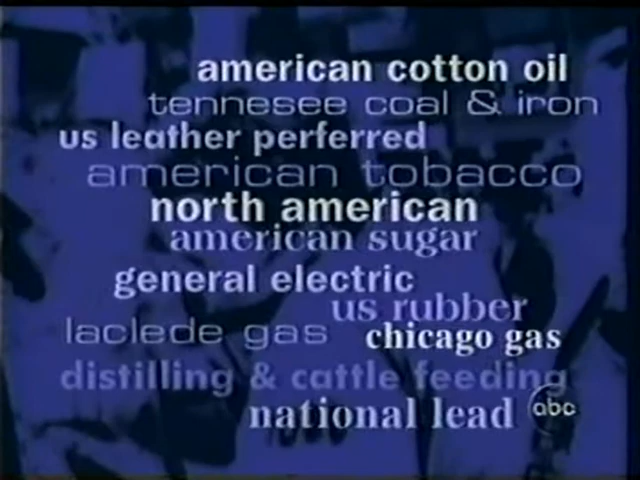 american cotton oil
tennesee coal & iron
us leather perferred
american tobacco
north american
american sugar
general electric
us rubber
laclede gas
chicago gas
distilling & cattle feeding
national lead
abc